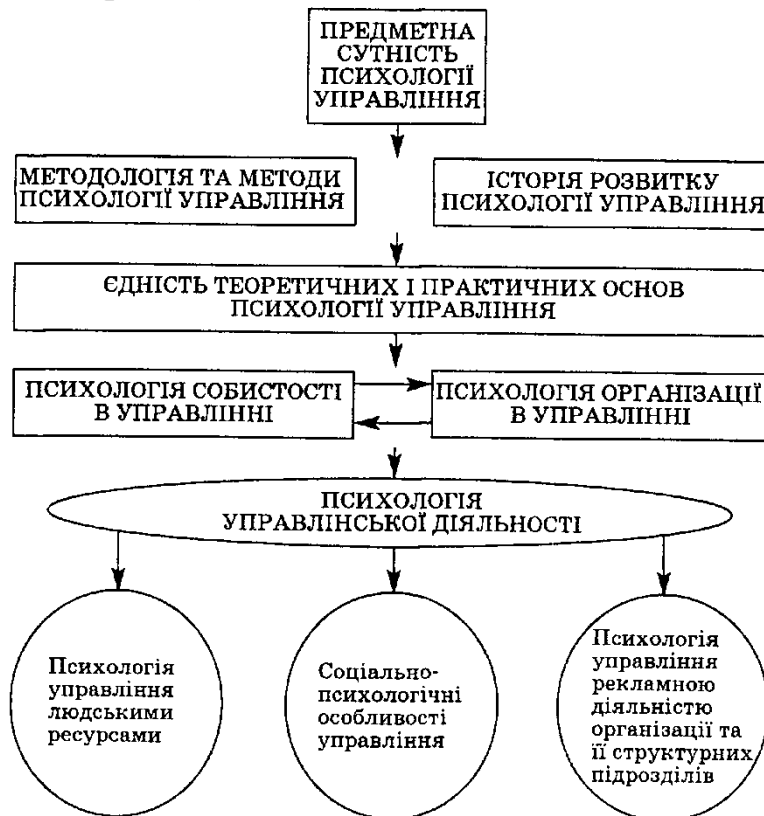 ПРЕДМЕТНА
СУТНІСТЬ
ПСИХОЛОГІЇ
УПРАВЛІННЯ
МЕТОДОЛОГІЯ ТА МЕТОДИ
ПСИХОЛОГІЇ УПРАВЛІННЯ
ІСТОРІЯ РОЗВИТКУ
ПСИХОЛОГІЇ УПРАВЛІННЯ
ЄДНІСТЬ ТЕОРЕТИЧНИХ І ПРАКТИЧНИХ ОСНОВ
ПСИХОЛОГІЇ УПРАВЛІННЯ
ПСИХОЛОГІЯ СОБИСТОСТІ
В УПРАВЛІННІ
ПСИХОЛОГІЯ ОРГАНІЗАЦІЇ
В УПРАВЛІННІ
ПСИХОЛОГІЯ
УПРАВЛІНСЬКОЇ ДІЯЛЬНОСТІ
Психологія
управління
людськими
ресурсами
Соціально-
психологічні
особливості
управління
Психологія
управління
рекламною
діяльністю
організації та
її структурних
підрозділів